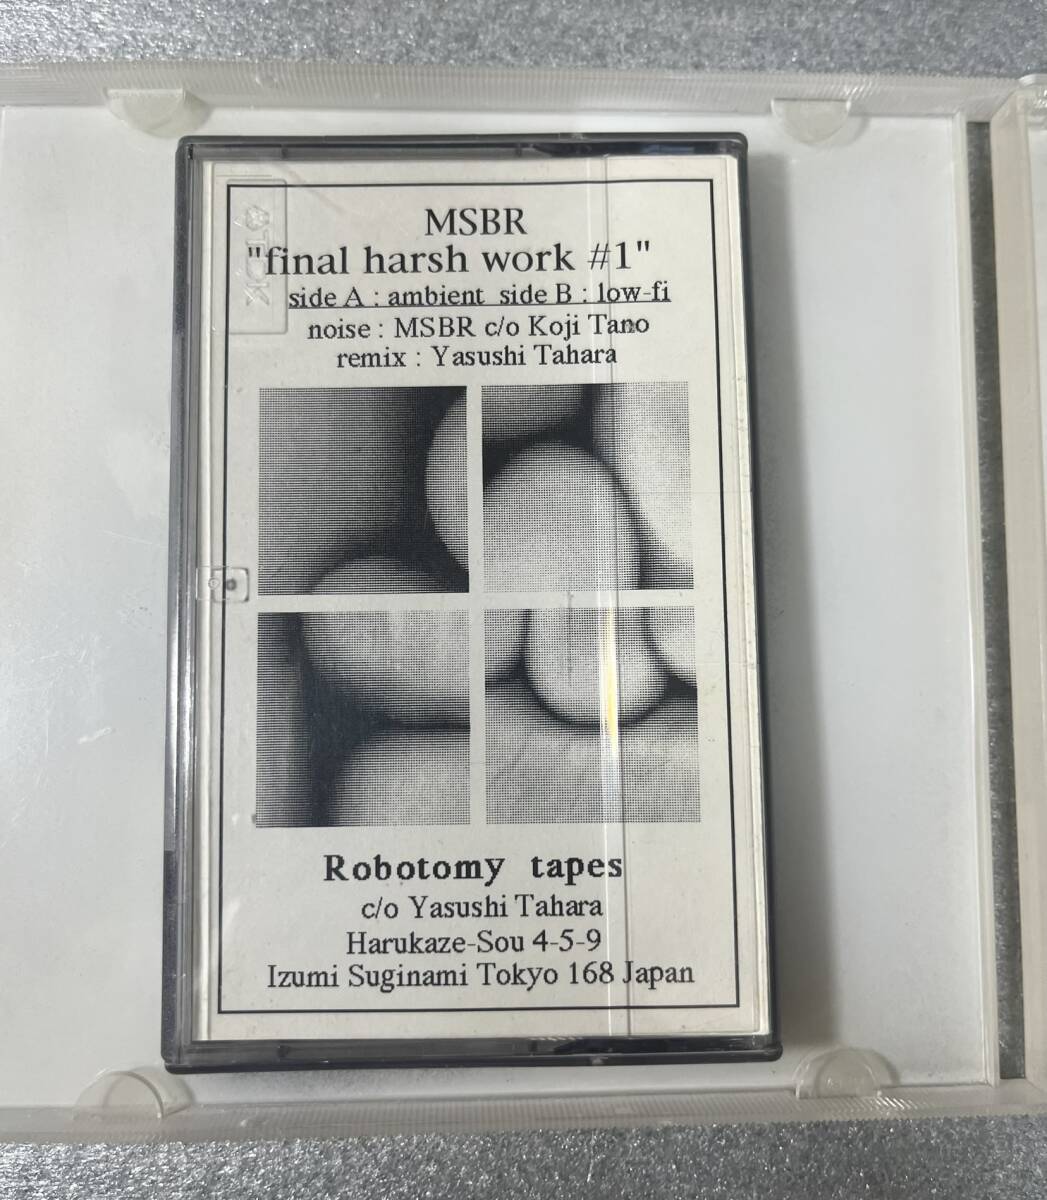 MSBR
"final harsh work #1"
side A : ambient side B : low-fi
noise : MSBR c/o Koji Tano
remix : Yasushi Tahara
TDK
Robotomy tapes
c/o Yasushi Tahara
Harukaze-Sou 4-5-9
Izumi Suginami Tokyo 168 Japan